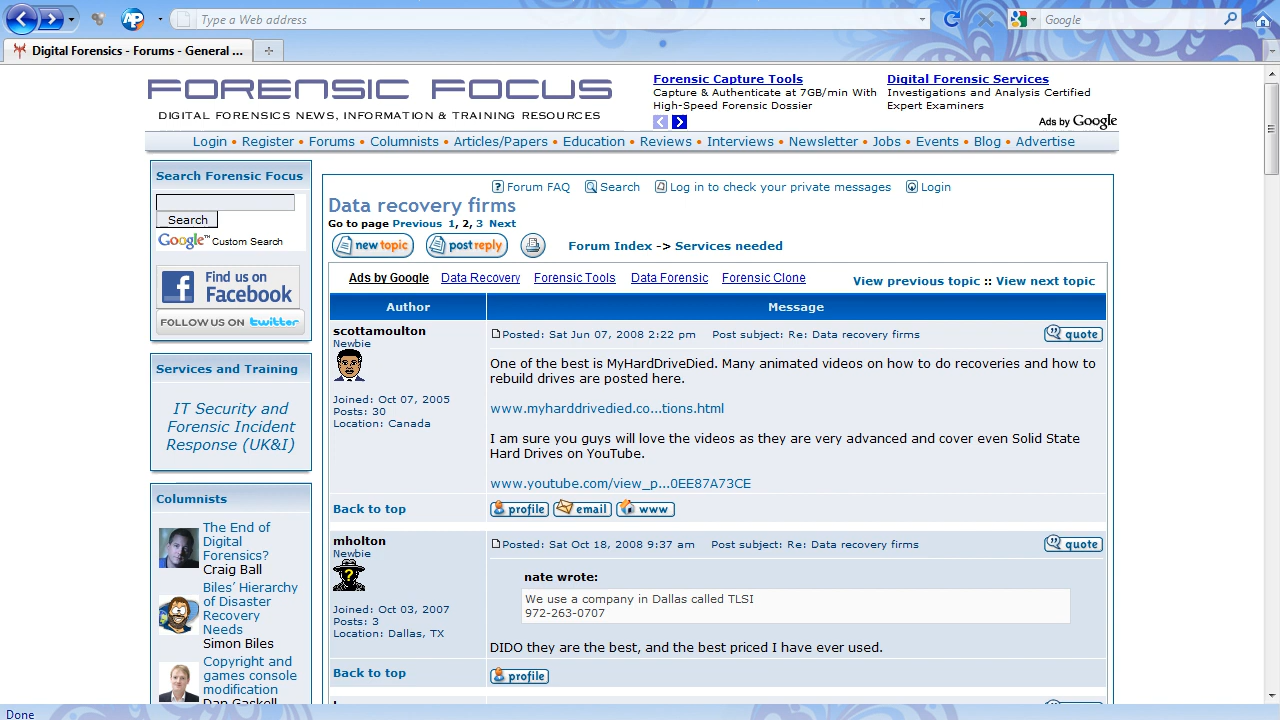 Type a Web address
Google
Digital Forensics - Forums - General ...
FORENSIC FOCUS
DIGITAL FORENSICS NEWS, INFORMATION & TRAINING RESOURCES
Forensic Capture Tools
Capture & Authenticate at 7GB/min With
High-Speed Forensic Dossier
Digital Forensic Services
Investigations and Analysis Certified
Expert Examiners
Ads by Google
Login • Register • Forums • Columnists • Articles/Papers • Education • Reviews • Interviews • Newsletter • Jobs • Events • Blog • Advertise
Search Forensic Focus
Search
Google™ Custom Search
Find us on
Facebook
FOLLOW US ON twitter
Services and Training
IT Security and
Forensic Incident
Response (UK&I)
Columnists
The End of
Digital
Forensics?
Craig Ball
Biles’ Hierarchy
of Disaster
Recovery
Needs
Simon Biles
Copyright and
games console
modification
Dan Gaskell
Forum FAQ Search Log in to check your private messages Login
Data recovery firms
Go to page Previous 1, 2, 3 Next
new topic post reply Forum Index -> Services needed
Ads by Google Data Recovery Forensic Tools Data Forensic Forensic Clone
View previous topic :: View next topic
Author Message
scottamoulton
Newbie
Joined: Oct 07, 2005
Posts: 30
Location: Canada
Posted: Sat Jun 07, 2008 2:22 pm Post subject: Re: Data recovery firms
quote
One of the best is MyHardDriveDied. Many animated videos on how to do recoveries and how to
rebuild drives are posted here.
www.myharddrivedied.co...tions.html
I am sure you guys will love the videos as they are very advanced and cover even Solid State
Hard Drives on YouTube.
www.youtube.com/view_p...0EE87A73CE
Back to top
profile email www
mholton
Newbie
Joined: Oct 03, 2007
Posts: 3
Location: Dallas, TX
Posted: Sat Oct 18, 2008 9:37 am Post subject: Re: Data recovery firms
quote
nate wrote:
We use a company in Dallas called TLSI
972-263-0707
DIDO they are the best, and the best priced I have ever used.
Back to top
profile
Done